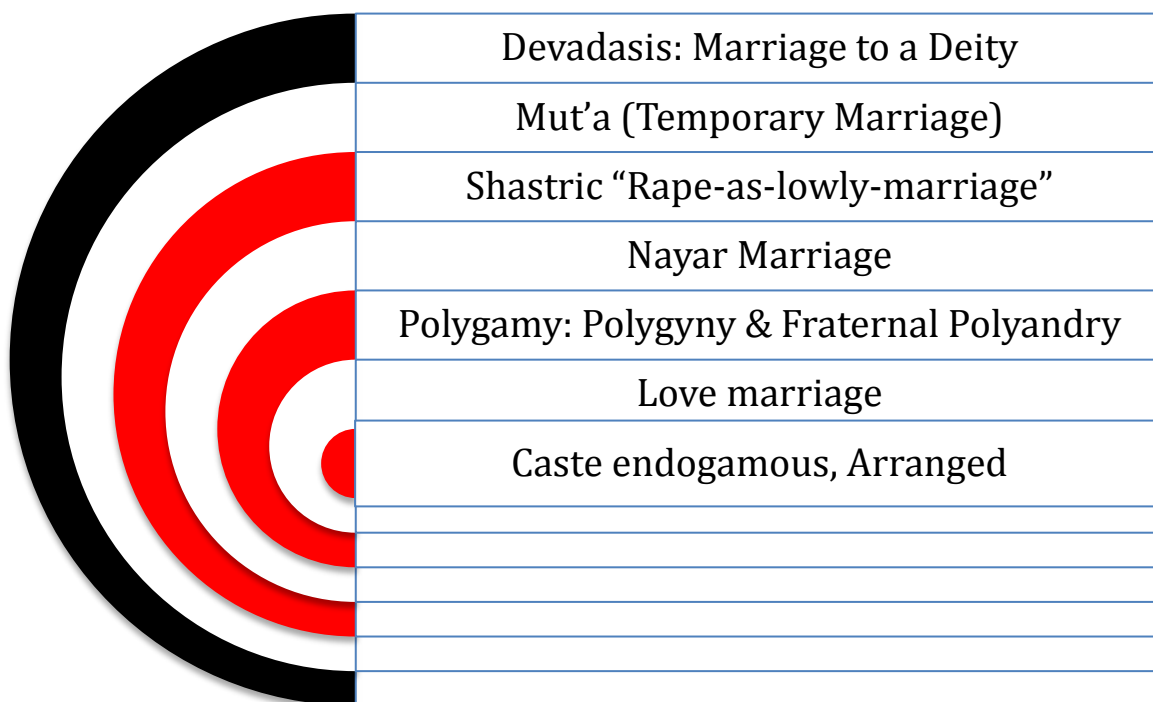 Devadasis: Marriage to a Deity
Mut’a (Temporary Marriage)
Shastric “Rape-as-lowly-marriage”
Nayar Marriage
Polygamy: Polygyny & Fraternal Polyandry
Love marriage
Caste endogamous, Arranged